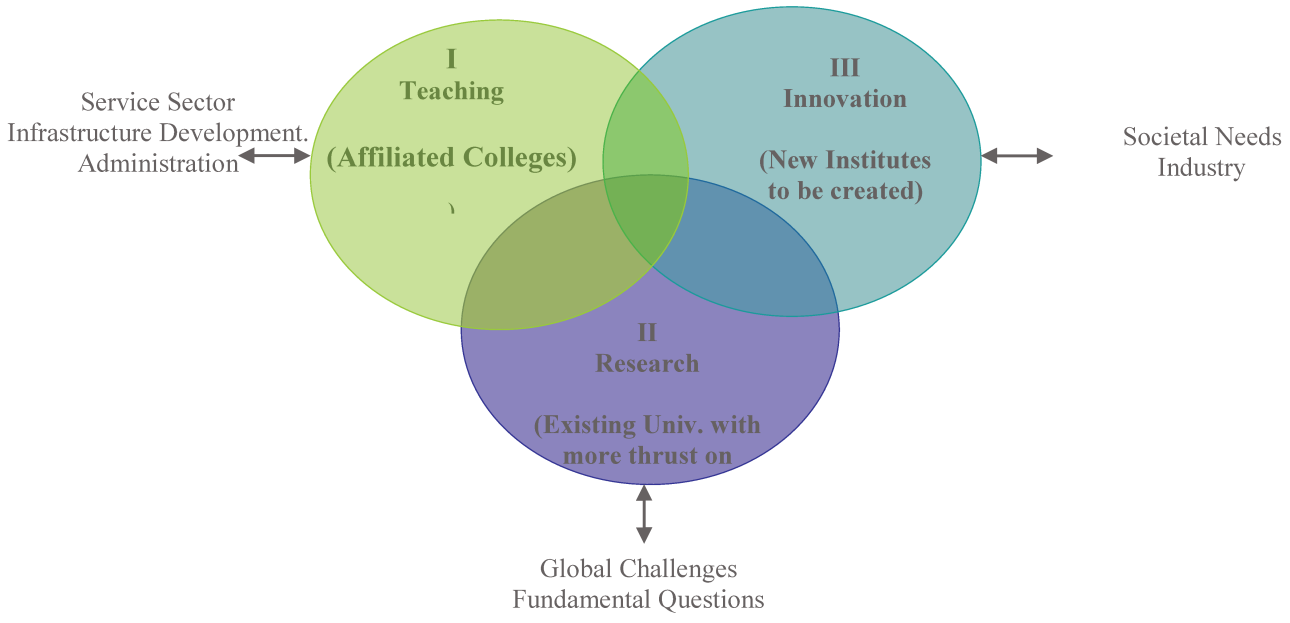 I
Teaching
(Affiliated Colleges)
)
III
Innovation
(New Institutes
to be created)
Service Sector
Infrastructure Development.
Administration
Societal Needs
Industry
II
Research
(Existing Univ. with
more thrust on
Global Challenges
Fundamental Questions